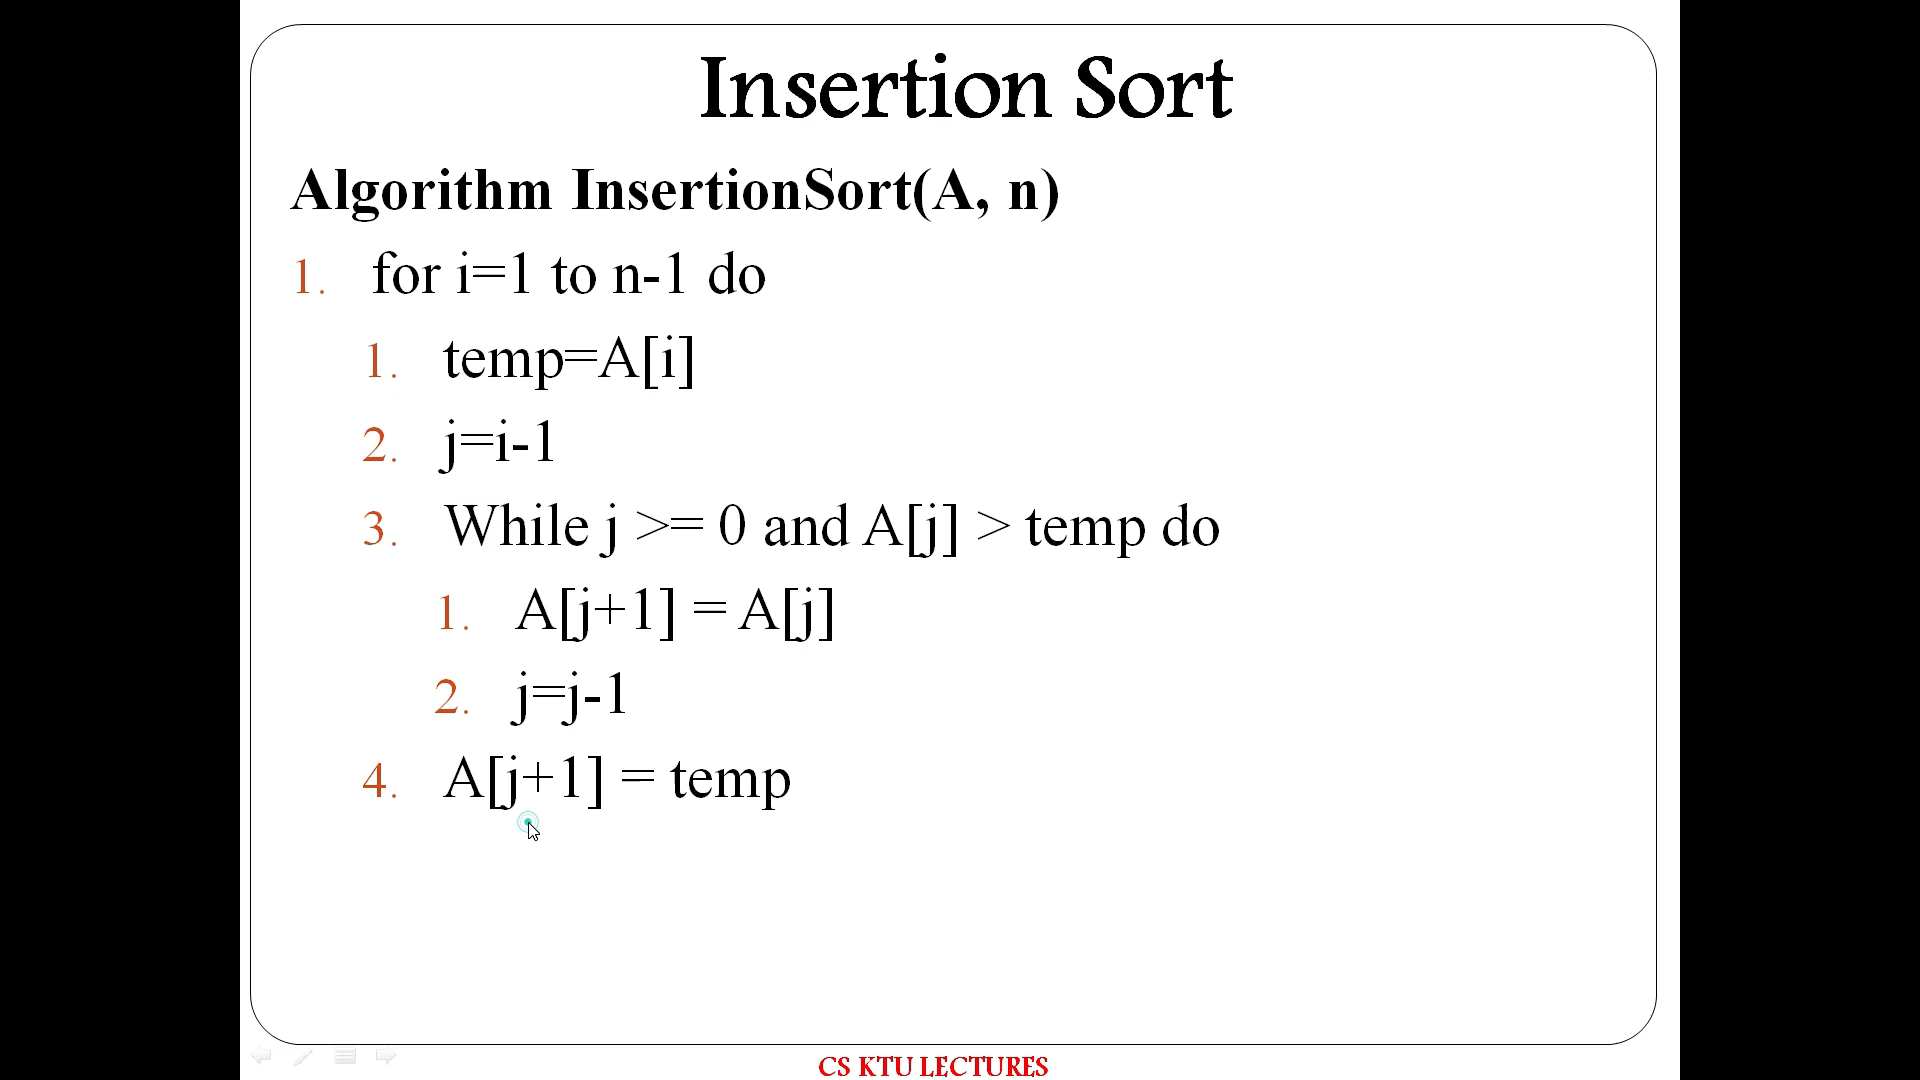 Insertion Sort
Algorithm InsertionSort(A, n)
1. for i=1 to n-1 do
1. temp=A[i]
2. j=i-1
3. While j >= 0 and A[j] > temp do
1. A[j+1] = A[j]
2. j=j-1
4. A[j+1] = temp
CS KTU LECTURES